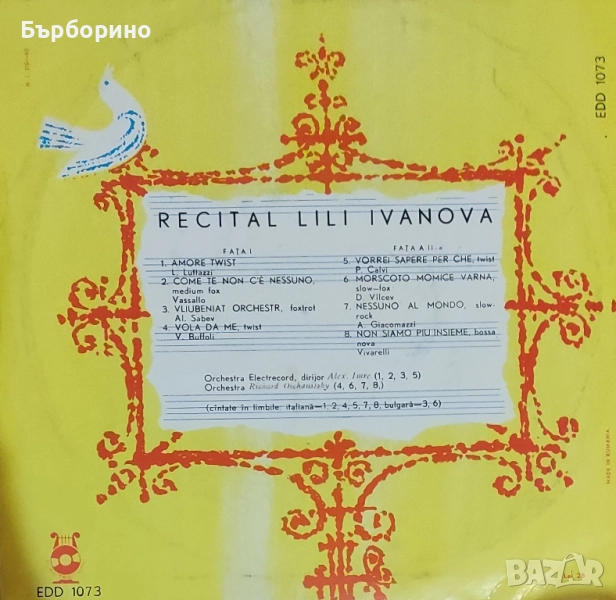 Бърборино
EDD 1073
RECITAL LILI IVANOVA
FAȚA I
1. AMORE TWIST
L. Luttazzi
2. COME TE NON C'È NESSUNO,
medium fox
Vassallo
3. VLIUBENIAT ORCHESTR, foxtrot
Al. Sabev
4. VOLA DA ME, twist
V. Buffoli
FAȚA A II-a
5. VORREI SAPERE PER CHE, twist
P. Calvi
6. MORSCOTO MOMICE VARNA,
slow-fox
D. Vîlcev
7. NESSUNO AL MONDO, slow-
rock
A. Giacomazzi
8. NON SIAMO PIU INSIEME, bossa
nova
Vivarelli
Orchestra Electrecord, dirijor Alex. Imre (1, 2, 3, 5)
Orchestra Richard Oschanitzky (4, 6, 7, 8,)
(cîntate în limbile: italiană—1, 2, 4, 5, 7, 8, bulgară—3, 6)
MADE IN ROMANIA
EDD 1073
BAZAR.bg